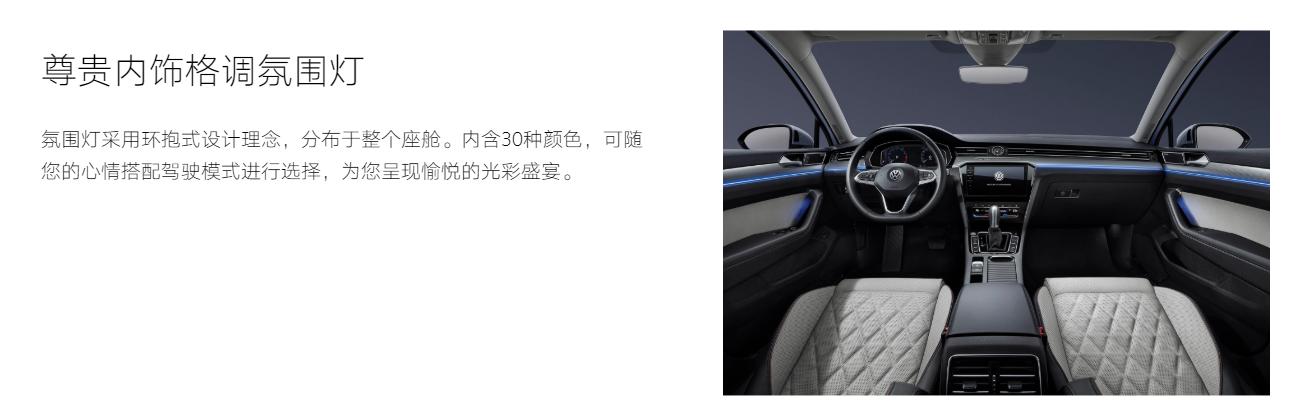 尊贵内饰格调氛围灯
氛围灯采用环抱式设计理念，分布于整个座舱。内含30种颜色，可随
您的心情搭配驾驶模式进行选择，为您呈现愉悦的光彩盛宴。